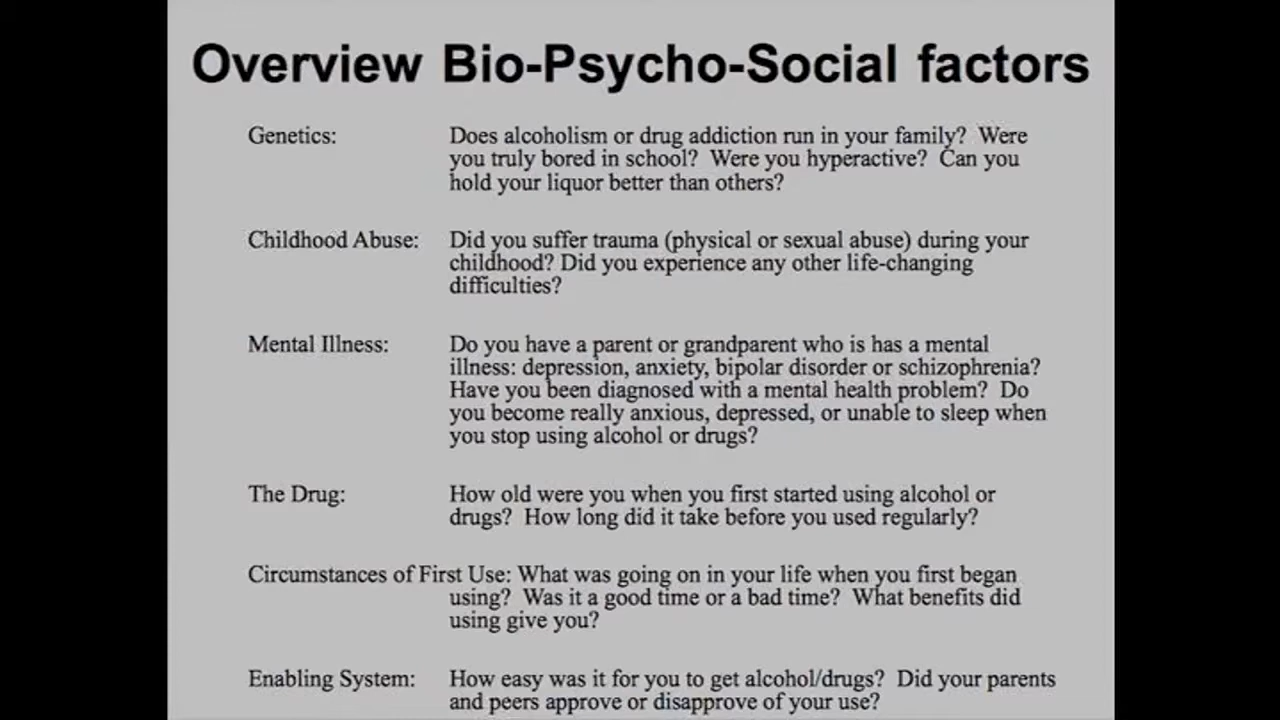 Overview Bio-Psycho-Social factors
Genetics: Does alcoholism or drug addiction run in your family? Were
you truly bored in school? Were you hyperactive? Can you
hold your liquor better than others?
Childhood Abuse: Did you suffer trauma (physical or sexual abuse) during your
childhood? Did you experience any other life-changing
difficulties?
Mental Illness: Do you have a parent or grandparent who is has a mental
illness: depression, anxiety, bipolar disorder or schizophrenia?
Have you been diagnosed with a mental health problem? Do
you become really anxious, depressed, or unable to sleep when
you stop using alcohol or drugs?
The Drug: How old were you when you first started using alcohol or
drugs? How long did it take before you used regularly?
Circumstances of First Use: What was going on in your life when you first began
using? Was it a good time or a bad time? What benefits did
using give you?
Enabling System: How easy was it for you to get alcohol/drugs? Did your parents
and peers approve or disapprove of your use?